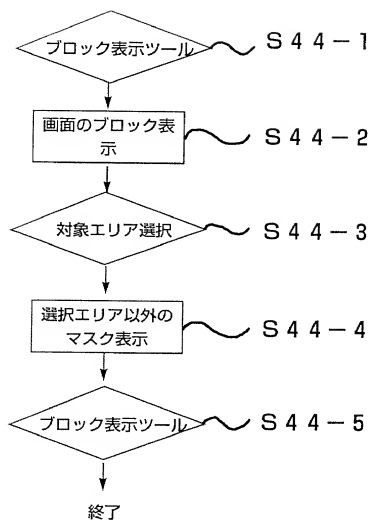 ブロック表示ツール
S44-1
画面のブロック表
示
S44-2
対象エリア選択
S44-3
選択エリア以外の
マスク表示
S44-4
ブロック表示ツール
S44-5
終了